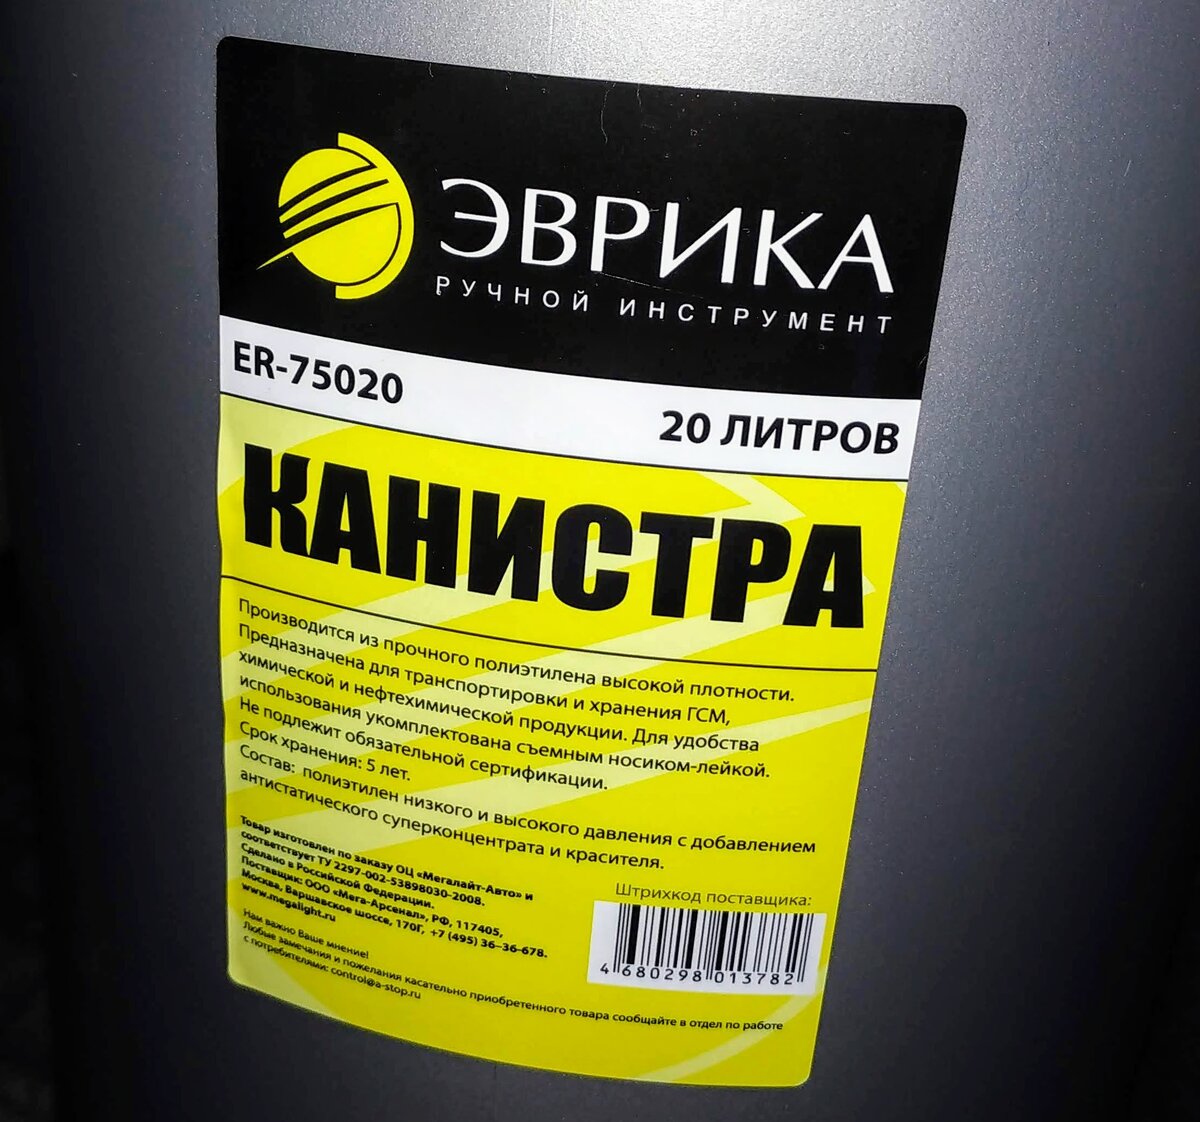 ЭВРИКА
РУЧНОЙ ИНСТРУМЕНТ
ER-75020
20 ЛИТРОВ
КАНИСТРА
Производится из прочного полиэтилена высокой плотности.
Предназначена для транспортировки и хранения ГСМ,
химической и нефтехимической продукции. Для удобства
использования укомплектована съемным носиком-лейкой.
Не подлежит обязательной сертификации.
Срок хранения: 5 лет.
Состав: полиэтилен низкого и высокого давления с добавлением
антистатического суперконцентрата и красителя.
Товар изготовлен по заказу ОЦ «Мегалайт-Авто» и
соответствует ТУ 2297-002-53898030-2008.
Сделано в Российской Федерации.
Поставщик: ООО «Мега-Арсенал», РФ, 117405,
Москва, Варшавское шоссе, 170Г, +7 (495) 36-36-678.
www.megalight.ru
Штрихкод поставщика:
4 680298 013782
Нам важно Ваше мнение!
Любые замечания и пожелания касательно приобретенного товара сообщайте в отдел по работе
с потребителями: control@a-stop.ru